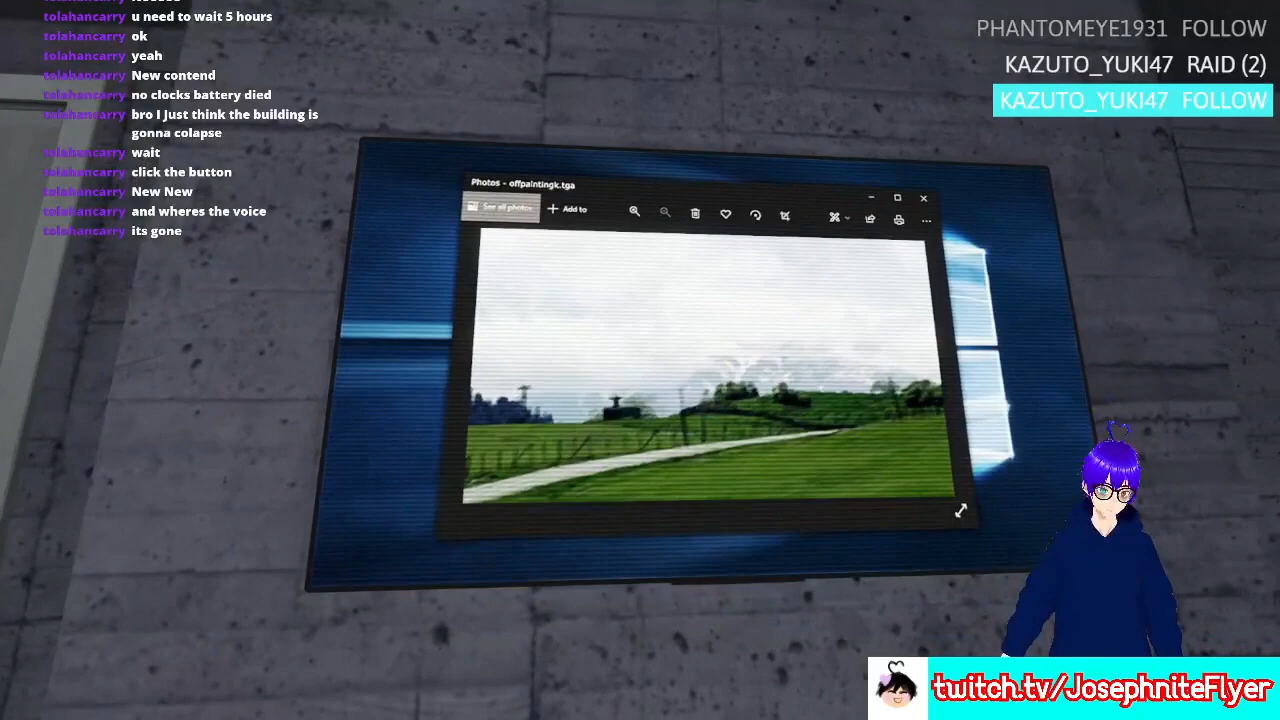 tolahancarry u need to wait 5 hours
tolahancarry ok
tolahancarry yeah
tolahancarry New contend
tolahancarry no clocks battery died
tolahancarry bro I Just think the building is
gonna colapse
tolahancarry wait
tolahancarry click the button
tolahancarry New New
tolahancarry and wheres the voice
tolahancarry its gone
PHANTOMEYE1931 FOLLOW
KAZUTO_YUKI47 RAID (2)
KAZUTO_YUKI47 FOLLOW
Photos - offpaintingk.tga
See all photos
Add to
twitch.tv/JosephniteFlyer